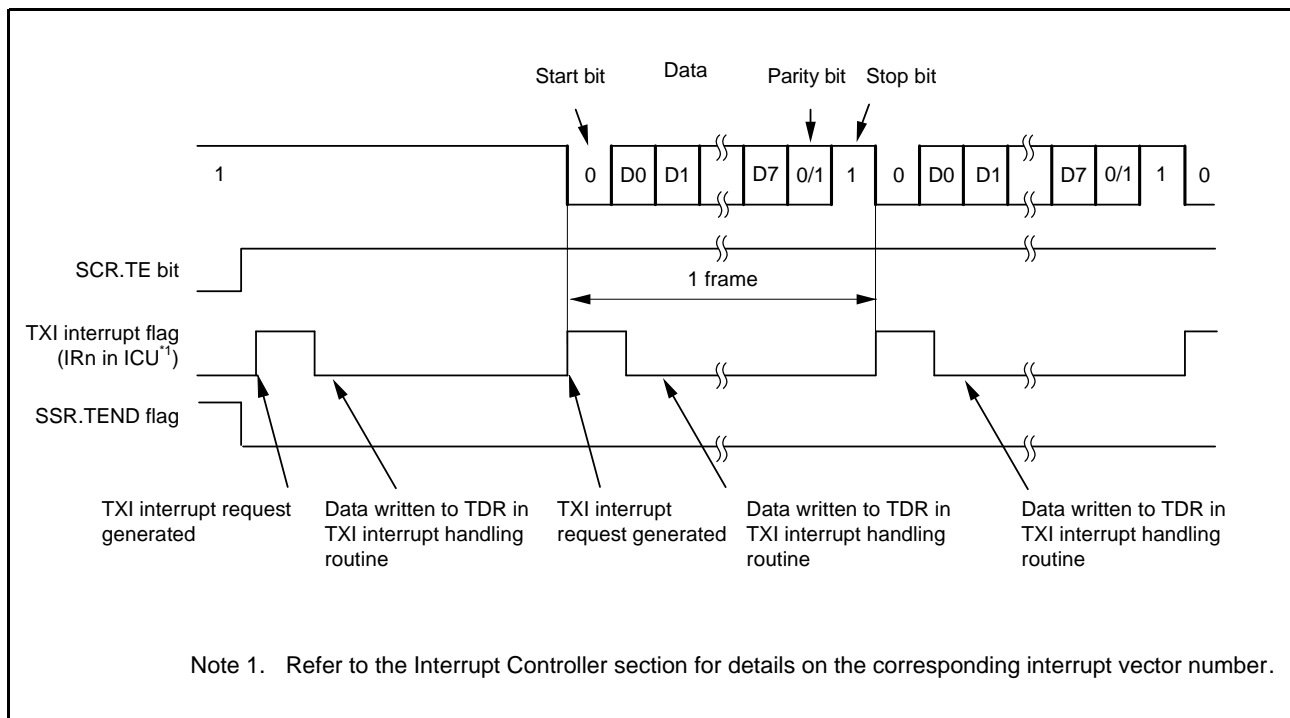 Start bit
Data
Parity bit
Stop bit
1
0 D0 D1 D7 0/1 1 0 D0 D1 D7 0/1 1 0
SCR.TE bit
1 frame
TXI interrupt flag
(IRn in ICU*1)
SSR.TEND flag
TXI interrupt request
generated
Data written to TDR in
TXI interrupt handling
routine
TXI interrupt
request generated
Data written to TDR in
TXI interrupt handling
routine
Data written to TDR in
TXI interrupt handling
routine
Note 1. Refer to the Interrupt Controller section for details on the corresponding interrupt vector number.